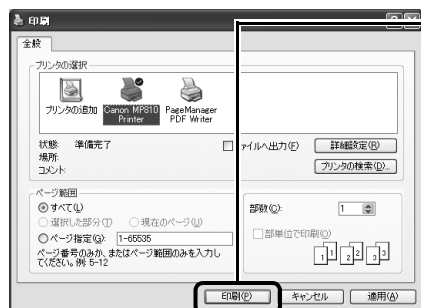 印刷
全般
プリンタの選択
プリンタの追加
Canon MP810 Printer
PageManager PDF Writer
状態: 準備完了
場所:
コメント:
ファイルへ出力(F)
詳細設定(R)
プリンタの検索(D)...
ページ範囲
すべて(L)
選択した部分(T)
現在のページ(U)
ページ指定(G): 1-65535
ページ番号のみか、またはページ範囲のみを入力し
てください。例: 5-12
部数(C): 1
部単位で印刷(O)
1 1 2 2 3 3
印刷(P)
キャンセル
適用(A)